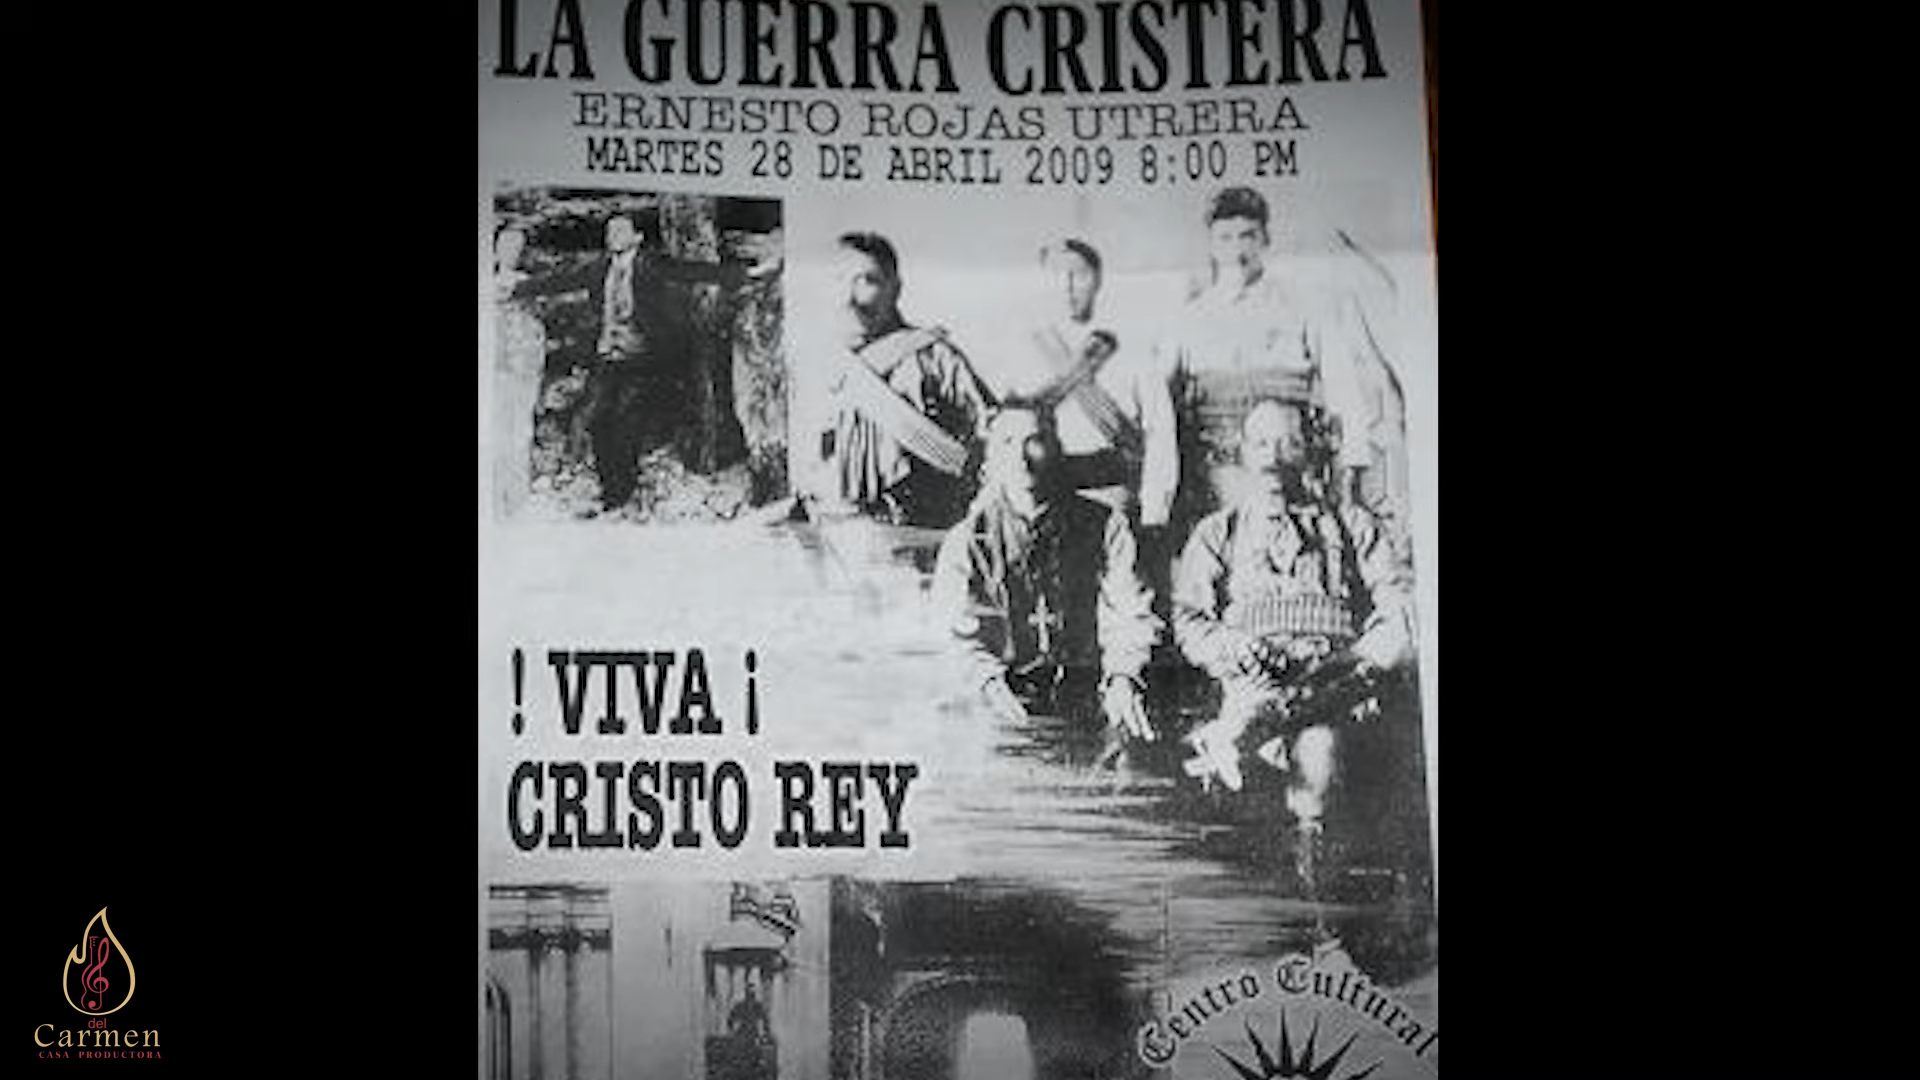 LA GUERRA CRISTERA
ERNESTO ROJAS UTRERA
MARTES 28 DE ABRIL 2009 8:00 PM
! VIVA ¡
CRISTO REY
Centro Cultural
del
Carmen
CASA PRODUCTORA